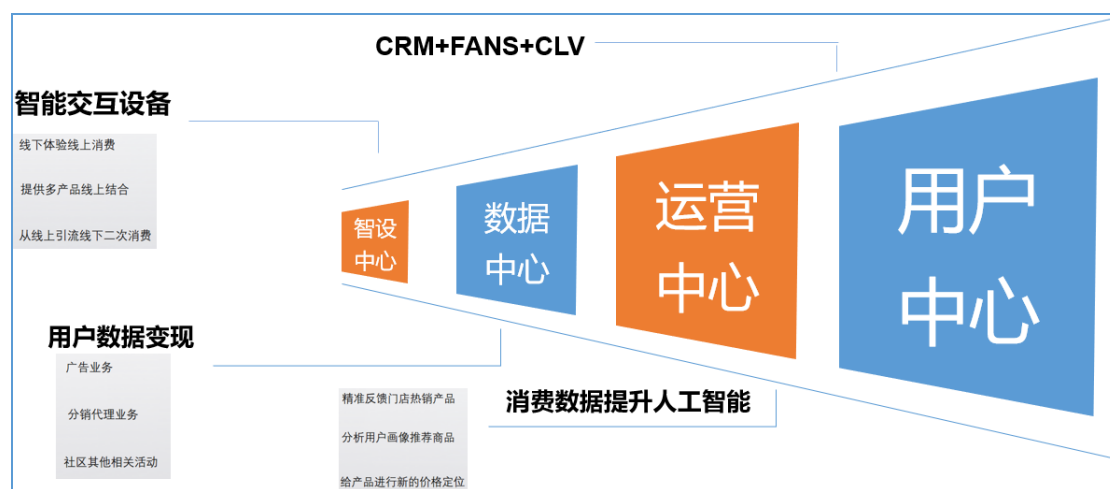 CRM+FANS+CLV
智能交互设备
线下体验线上消费
提供多产品线上结合
从线上引流线下二次消费
智设
中心
数据
中心
运营
中心
用户
中心
用户数据变现
广告业务
分销代理业务
社区其他相关活动
消费数据提升人工智能
精准反馈门店热销产品
分析用户画像推荐商品
给产品进行新的价格定位